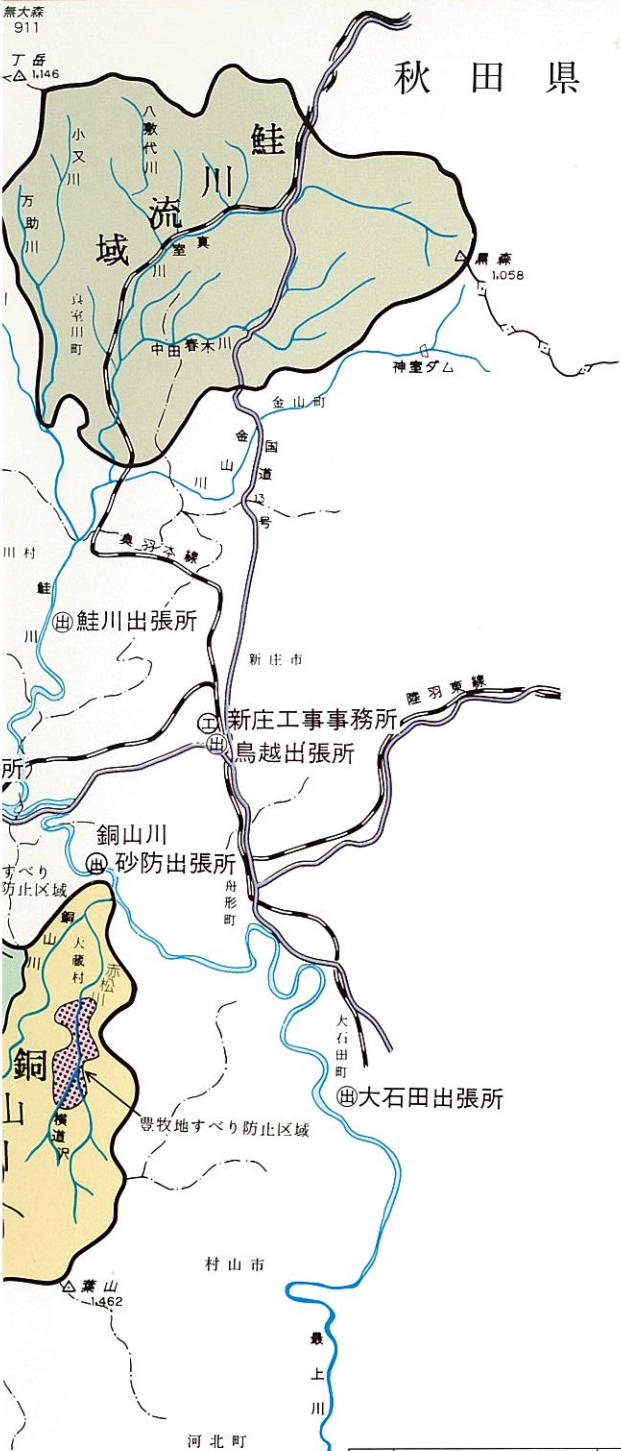 無大森
911
丁岳
1,146
秋田県
鮭川流域
八敷代川
小又川
万助川
真室川
真室川町
黒森
1,058
中田春木川
神室ダム
金山町
金山川
国道13号
奥羽本線
川村
鮭川
出 鮭川出張所
新庄市
陸羽東線
工 新庄工事事務所
出 鳥越出張所
所
銅山川
出 砂防出張所
すべり
防止区域
舟形町
銅山川
大蔵村
赤松川
大石田町
銅山川
出 大石田出張所
豊牧地すべり防止区域
横道沢
村山市
葉山
1,462
最上川
河北町